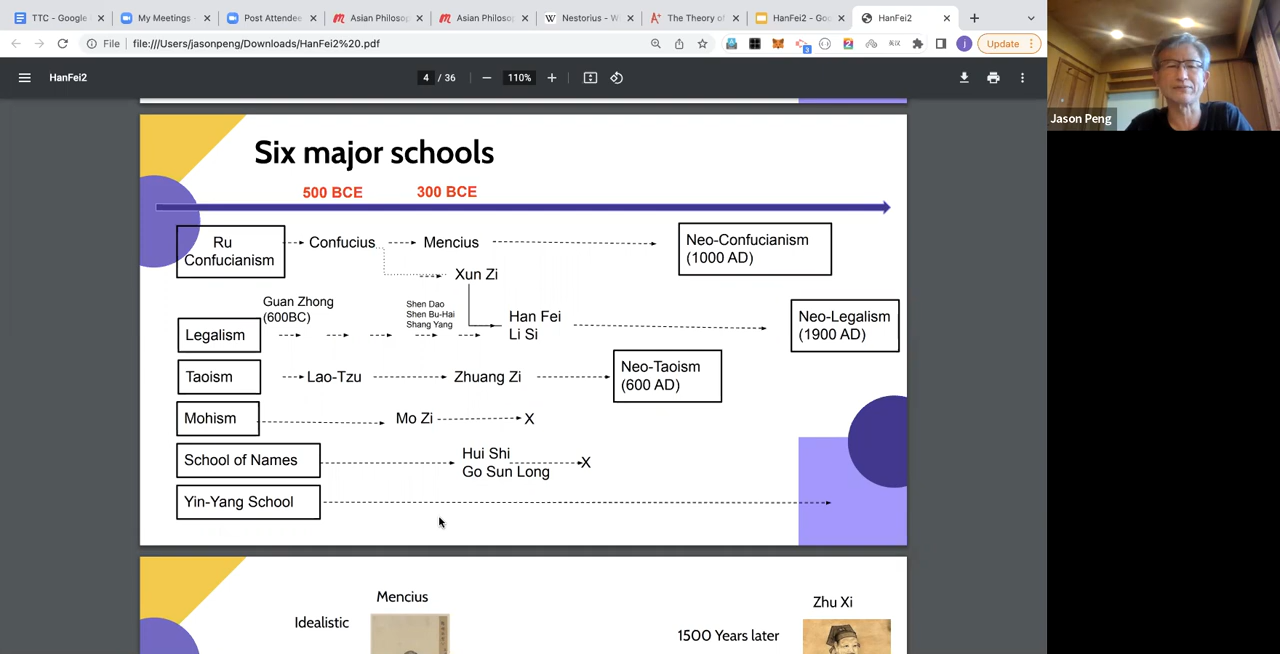 TTC - Google
My Meetings -
Post Attendee
Asian Philosop
Asian Philosop
Nestorius - W
The Theory of
HanFei2 - Goo
HanFei2
File
file:///Users/jasonpeng/Downloads/HanFei2%20.pdf
Update
HanFei2
4 / 36
110%
Jason Peng
Six major schools
500 BCE
300 BCE
Ru
Confucianism
Confucius
Mencius
Neo-Confucianism
(1000 AD)
Xun Zi
Guan Zhong
(600BC)
Shen Dao
Shen Bu-Hai
Shang Yang
Legalism
Han Fei
Li Si
Neo-Legalism
(1900 AD)
Taoism
Lao-Tzu
Zhuang Zi
Neo-Taoism
(600 AD)
Mohism
Mo Zi
X
School of Names
Hui Shi
Go Sun Long
X
Yin-Yang School
Mencius
Idealistic
Zhu Xi
1500 Years later